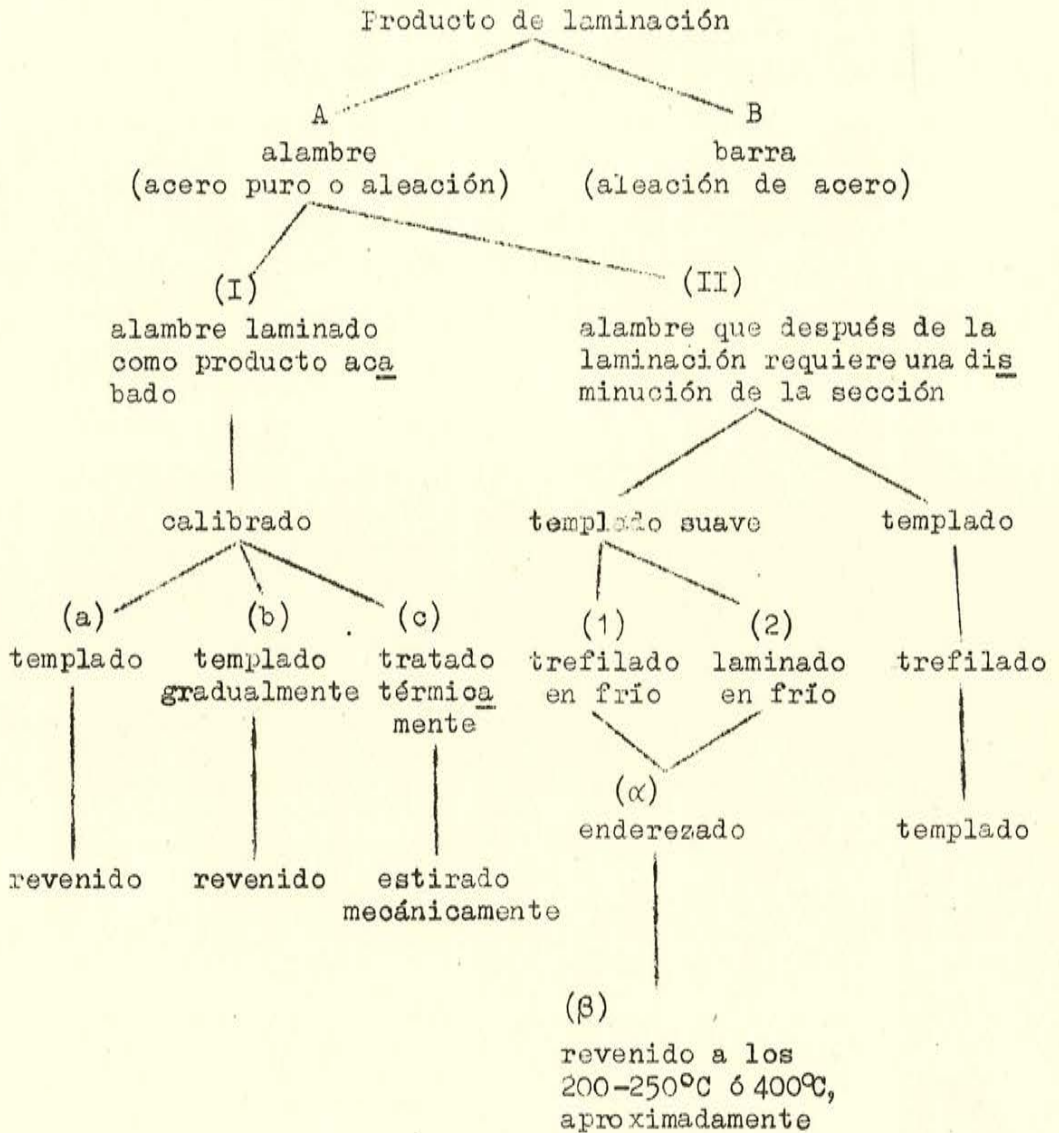 Producto de laminación
A
alambre
(acero puro o aleación)
B
barra
(aleación de acero)
(I)
alambre laminado
como producto aca
bado
(II)
alambre que después de la
laminación requiere una dis
minución de la sección
calibrado
templado suave
templado
(a)
templado
(b)
templado
gradualmente
(c)
tratado
térmica
mente
(1)
trefilado
en frío
(2)
laminado
en frío
trefilado
(α)
enderezado
templado
revenido
revenido
estirado
mecánicamente
(β)
revenido a los
200-250°C ó 400°C,
aproximadamente